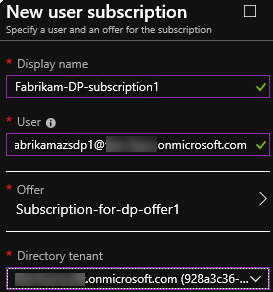 New user subscription
Specify a user and an offer for the subscription
* Display name
Fabrikam-DP-subscription1
* User
abrikamazsdp1@ onmicrosoft.com
* Offer
Subscription-for-dp-offer1
* Directory tenant
.onmicrosoft.com (928a3c36-...